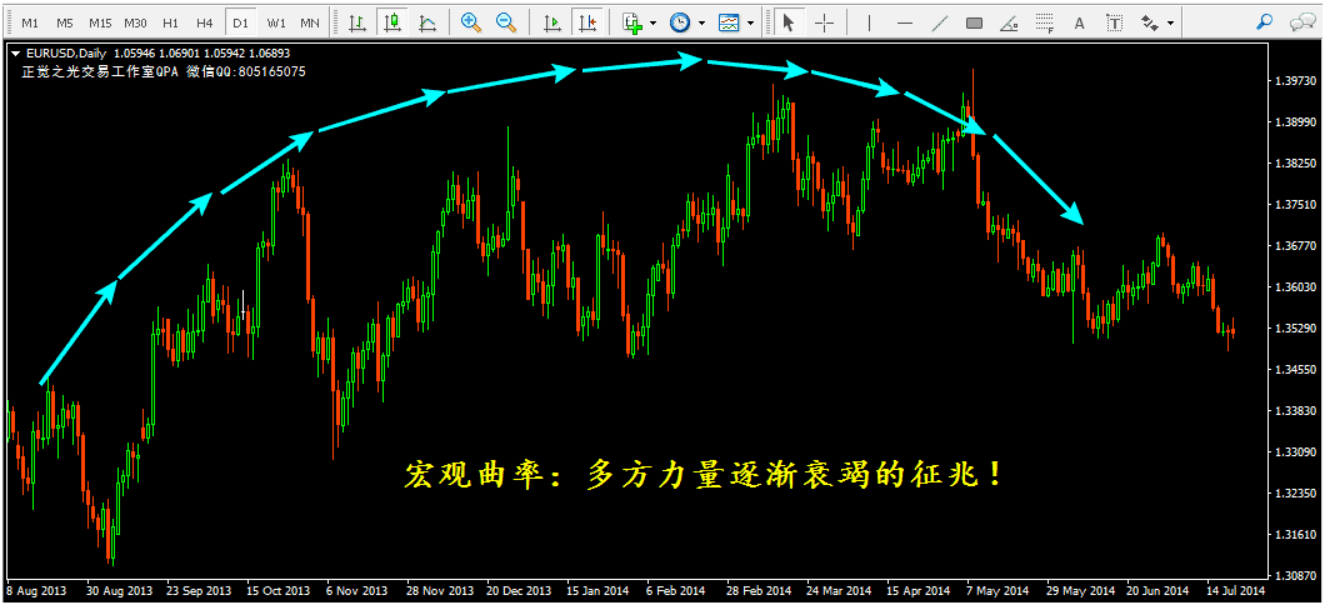 M1 M5 M15 M30 H1 H4 D1 W1 MN A T
EURUSD,Daily 1.05946 1.06901 1.05942 1.06893
正觉之光交易工作室QPA 微信QQ:805165075
1.39730
1.38990
1.38250
1.37510
1.36770
1.36030
1.35290
1.34550
1.33830
1.33090
1.32350
1.31610
1.30870
宏观曲率：多方力量逐渐衰竭的征兆！
8 Aug 2013 30 Aug 2013 23 Sep 2013 15 Oct 2013 6 Nov 2013 28 Nov 2013 20 Dec 2013 15 Jan 2014 6 Feb 2014 28 Feb 2014 24 Mar 2014 15 Apr 2014 7 May 2014 29 May 2014 20 Jun 2014 14 Jul 2014